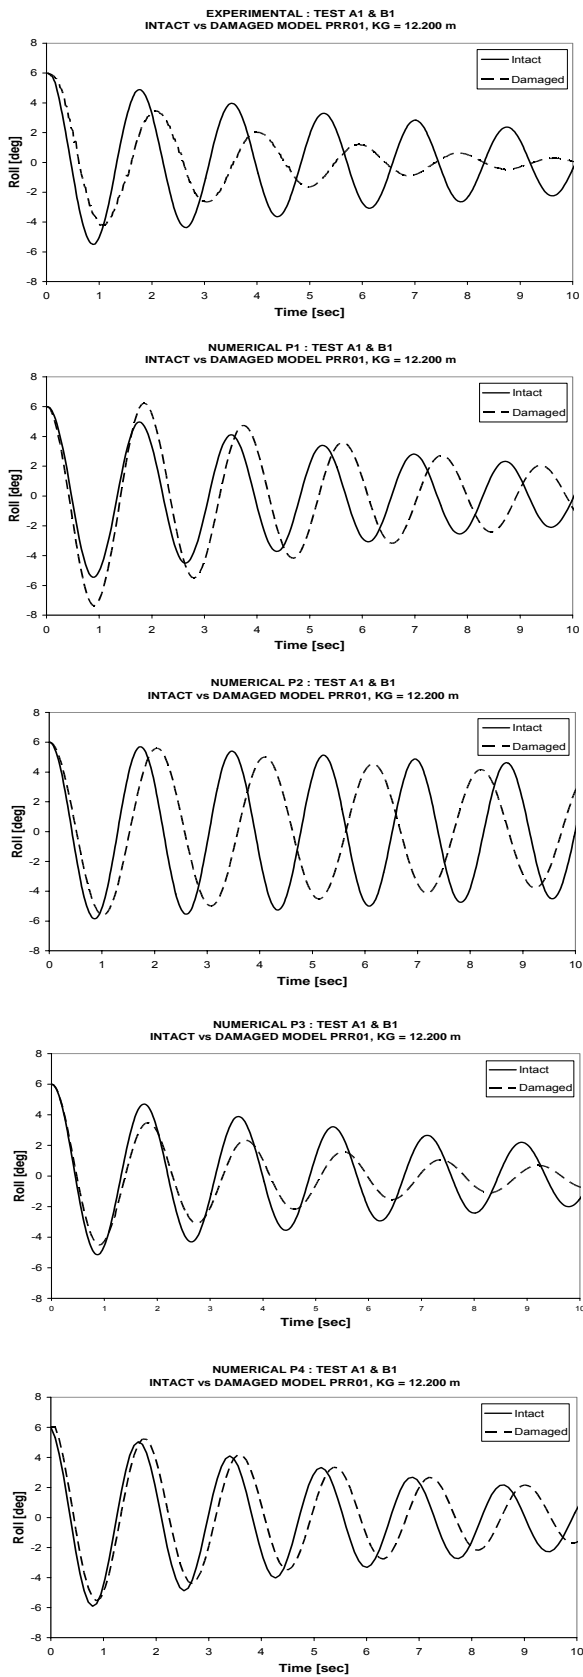 EXPERIMENTAL : TEST A1 & B1
INTACT vs DAMAGED MODEL PRR01, KG = 12.200 m
8
6
4
2
0
-2
-4
-6
-8
Roll [deg]
Intact
Damaged
0 1 2 3 4 5 6 7 8 9 10
Time [sec]
NUMERICAL P1 : TEST A1 & B1
INTACT vs DAMAGED MODEL PRR01, KG = 12.200 m
8
6
4
2
0
-2
-4
-6
-8
Roll [deg]
Intact
Damaged
0 1 2 3 4 5 6 7 8 9 10
Time [sec]
NUMERICAL P2 : TEST A1 & B1
INTACT vs DAMAGED MODEL PRR01, KG = 12.200 m
8
6
4
2
0
-2
-4
-6
-8
Roll [deg]
Intact
Damaged
0 1 2 3 4 5 6 7 8 9 10
Time [sec]
NUMERICAL P3 : TEST A1 & B1
INTACT vs DAMAGED MODEL PRR01, KG = 12.200 m
8
6
4
2
0
-2
-4
-6
-8
Roll [deg]
Intact
Damaged
0 1 2 3 4 5 6 7 8 9 10
Time [sec]
NUMERICAL P4 : TEST A1 & B1
INTACT vs DAMAGED MODEL PRR01, KG = 12.200 m
8
6
4
2
0
-2
-4
-6
-8
Roll [deg]
Intact
Damaged
0 1 2 3 4 5 6 7 8 9 10
Time [sec]